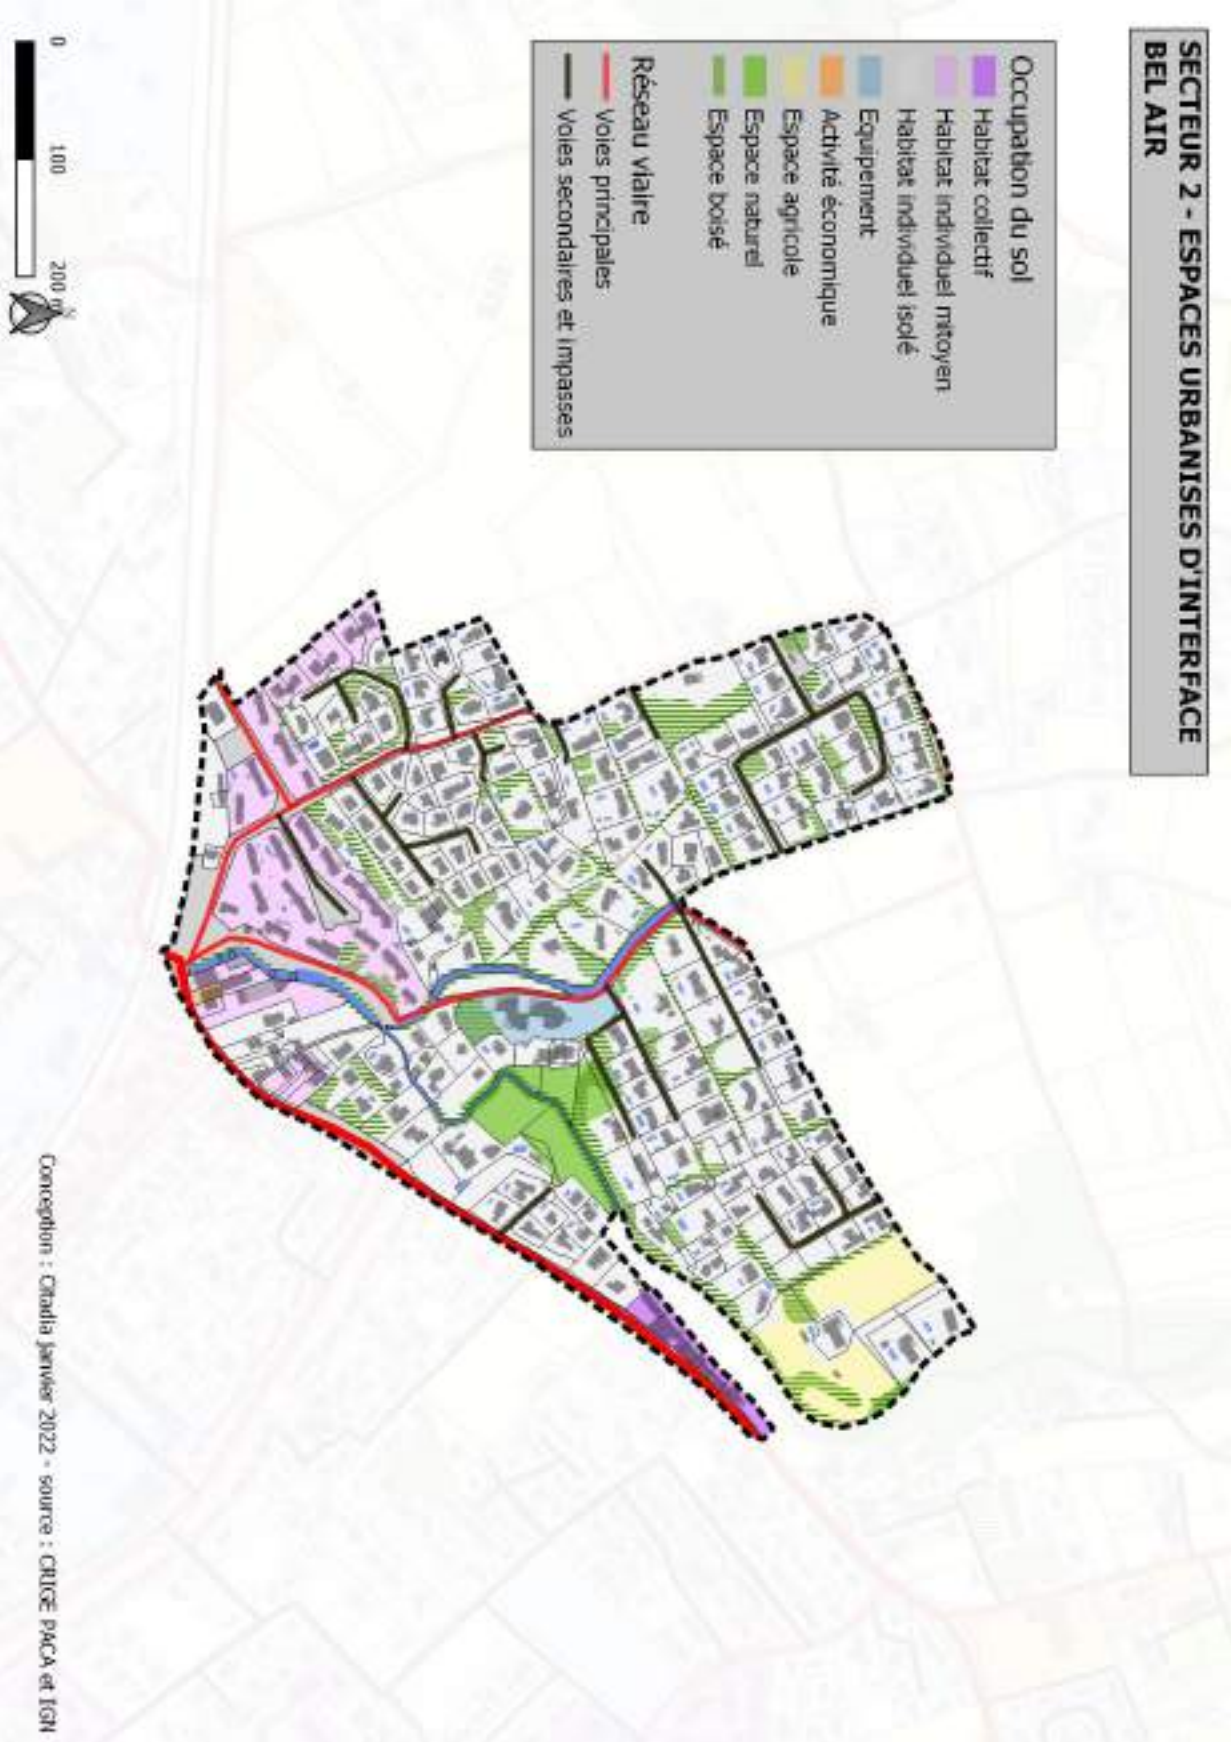 SECTEUR 2 - ESPACES URBANISES D'INTERFACE
BEL AIR
Occupation du sol
Habitat collectif
Habitat individuel mitoyen
Habitat individuel isolé
Equipement
Activité économique
Espace agricole
Espace naturel
Espace boisé
Réseau viaire
Voies principales
Voies secondaires et impasses
0 100 200 m
N
Conception : Citadia janvier 2022 - source : CRIGE PACA et IGN